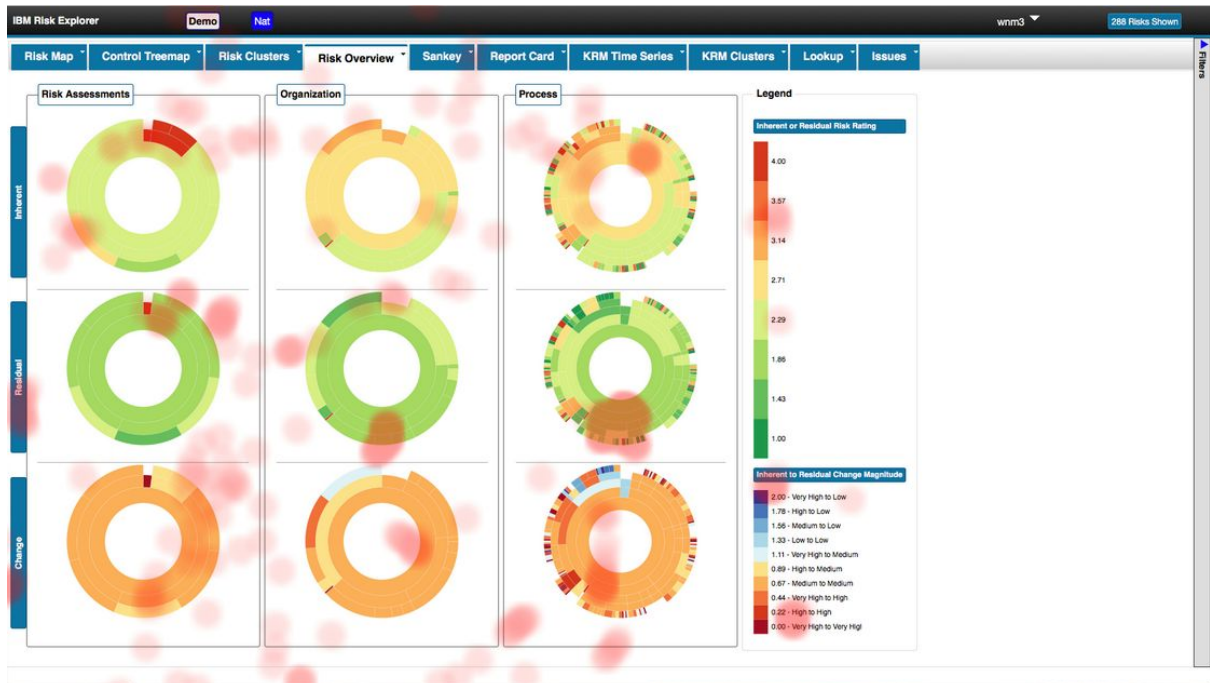 IBM Risk Explorer Demo Nat wnm3 288 Risks Shown
Risk Map Control Treemap Risk Clusters Risk Overview Sankey Report Card KRM Time Series KRM Clusters Lookup Issues
Filters
Risk Assessments Organization Process Legend
Inherent
Residual
Change
Inherent or Residual Risk Rating
4.00
3.57
3.14
2.71
2.29
1.86
1.43
1.00
Inherent to Residual Change Magnitude
2.00 - Very High to Low
1.78 - High to Low
1.56 - Medium to Low
1.33 - Low to Low
1.11 - Very High to Medium
0.89 - High to Medium
0.67 - Medium to Medium
0.44 - Very High to High
0.22 - High to High
0.00 - Very High to Very Higl